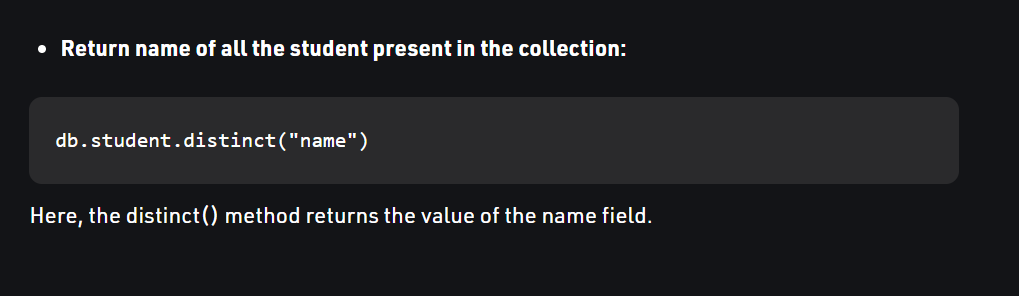 • Return name of all the student present in the collection:
db.student.distinct("name")
Here, the distinct() method returns the value of the name field.